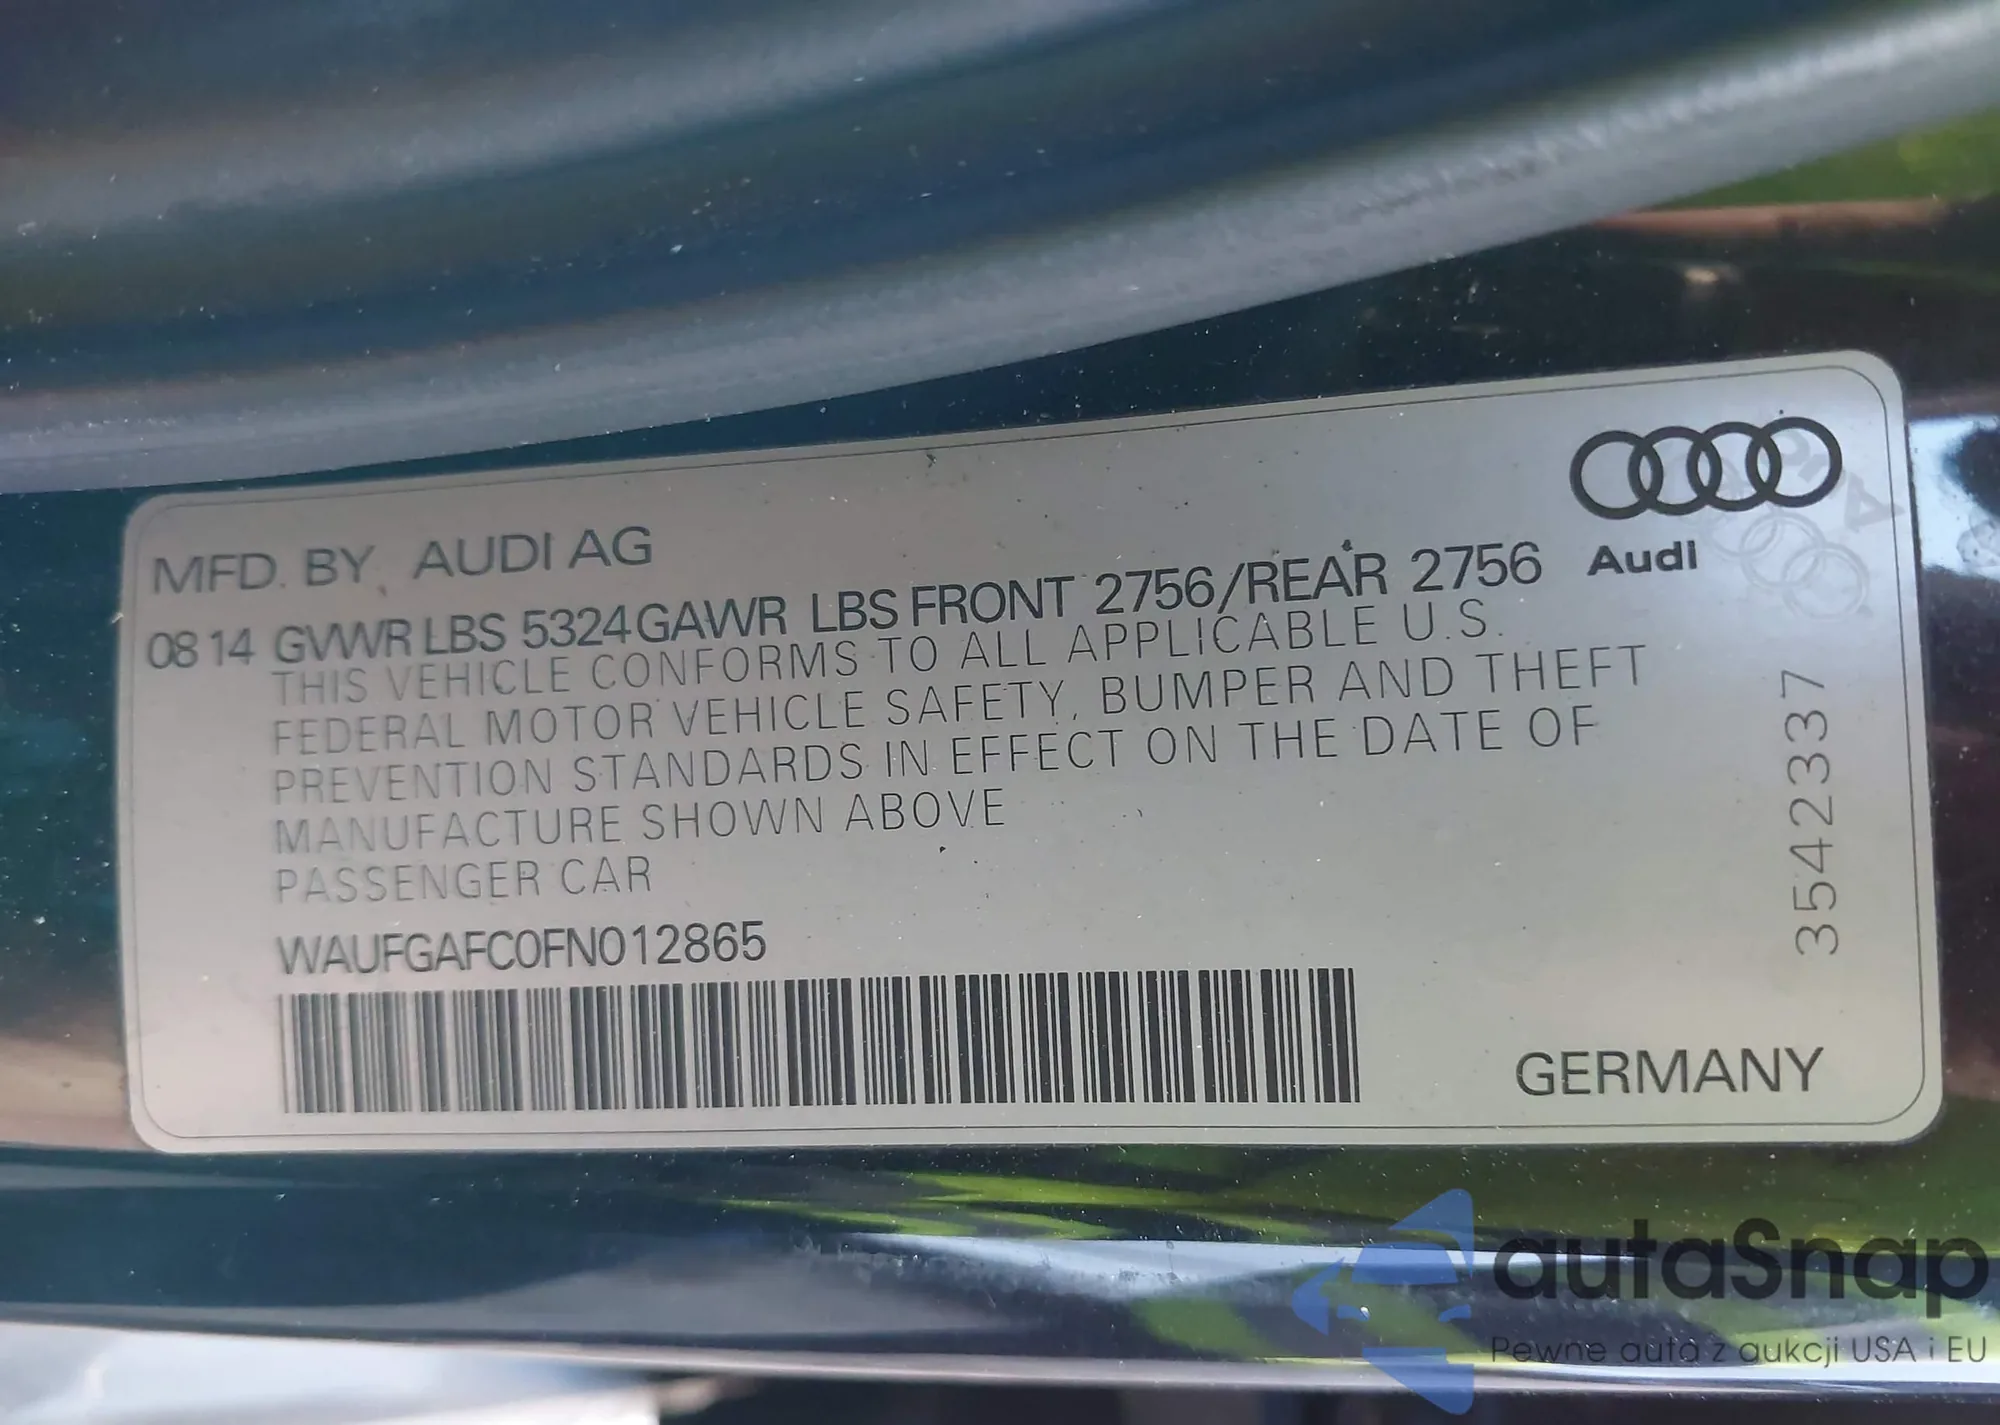 MFD. BY AUDI AG
Audi
08 14 GVWR LBS 5324 GAWR LBS FRONT 2756/REAR 2756
THIS VEHICLE CONFORMS TO ALL APPLICABLE U.S.
FEDERAL MOTOR VEHICLE SAFETY, BUMPER AND THEFT
PREVENTION STANDARDS IN EFFECT ON THE DATE OF
MANUFACTURE SHOWN ABOVE
PASSENGER CAR
WAUFGAFC0FN012865
3542337
GERMANY
autaSnap
Pewne auta z aukcji USA i EU